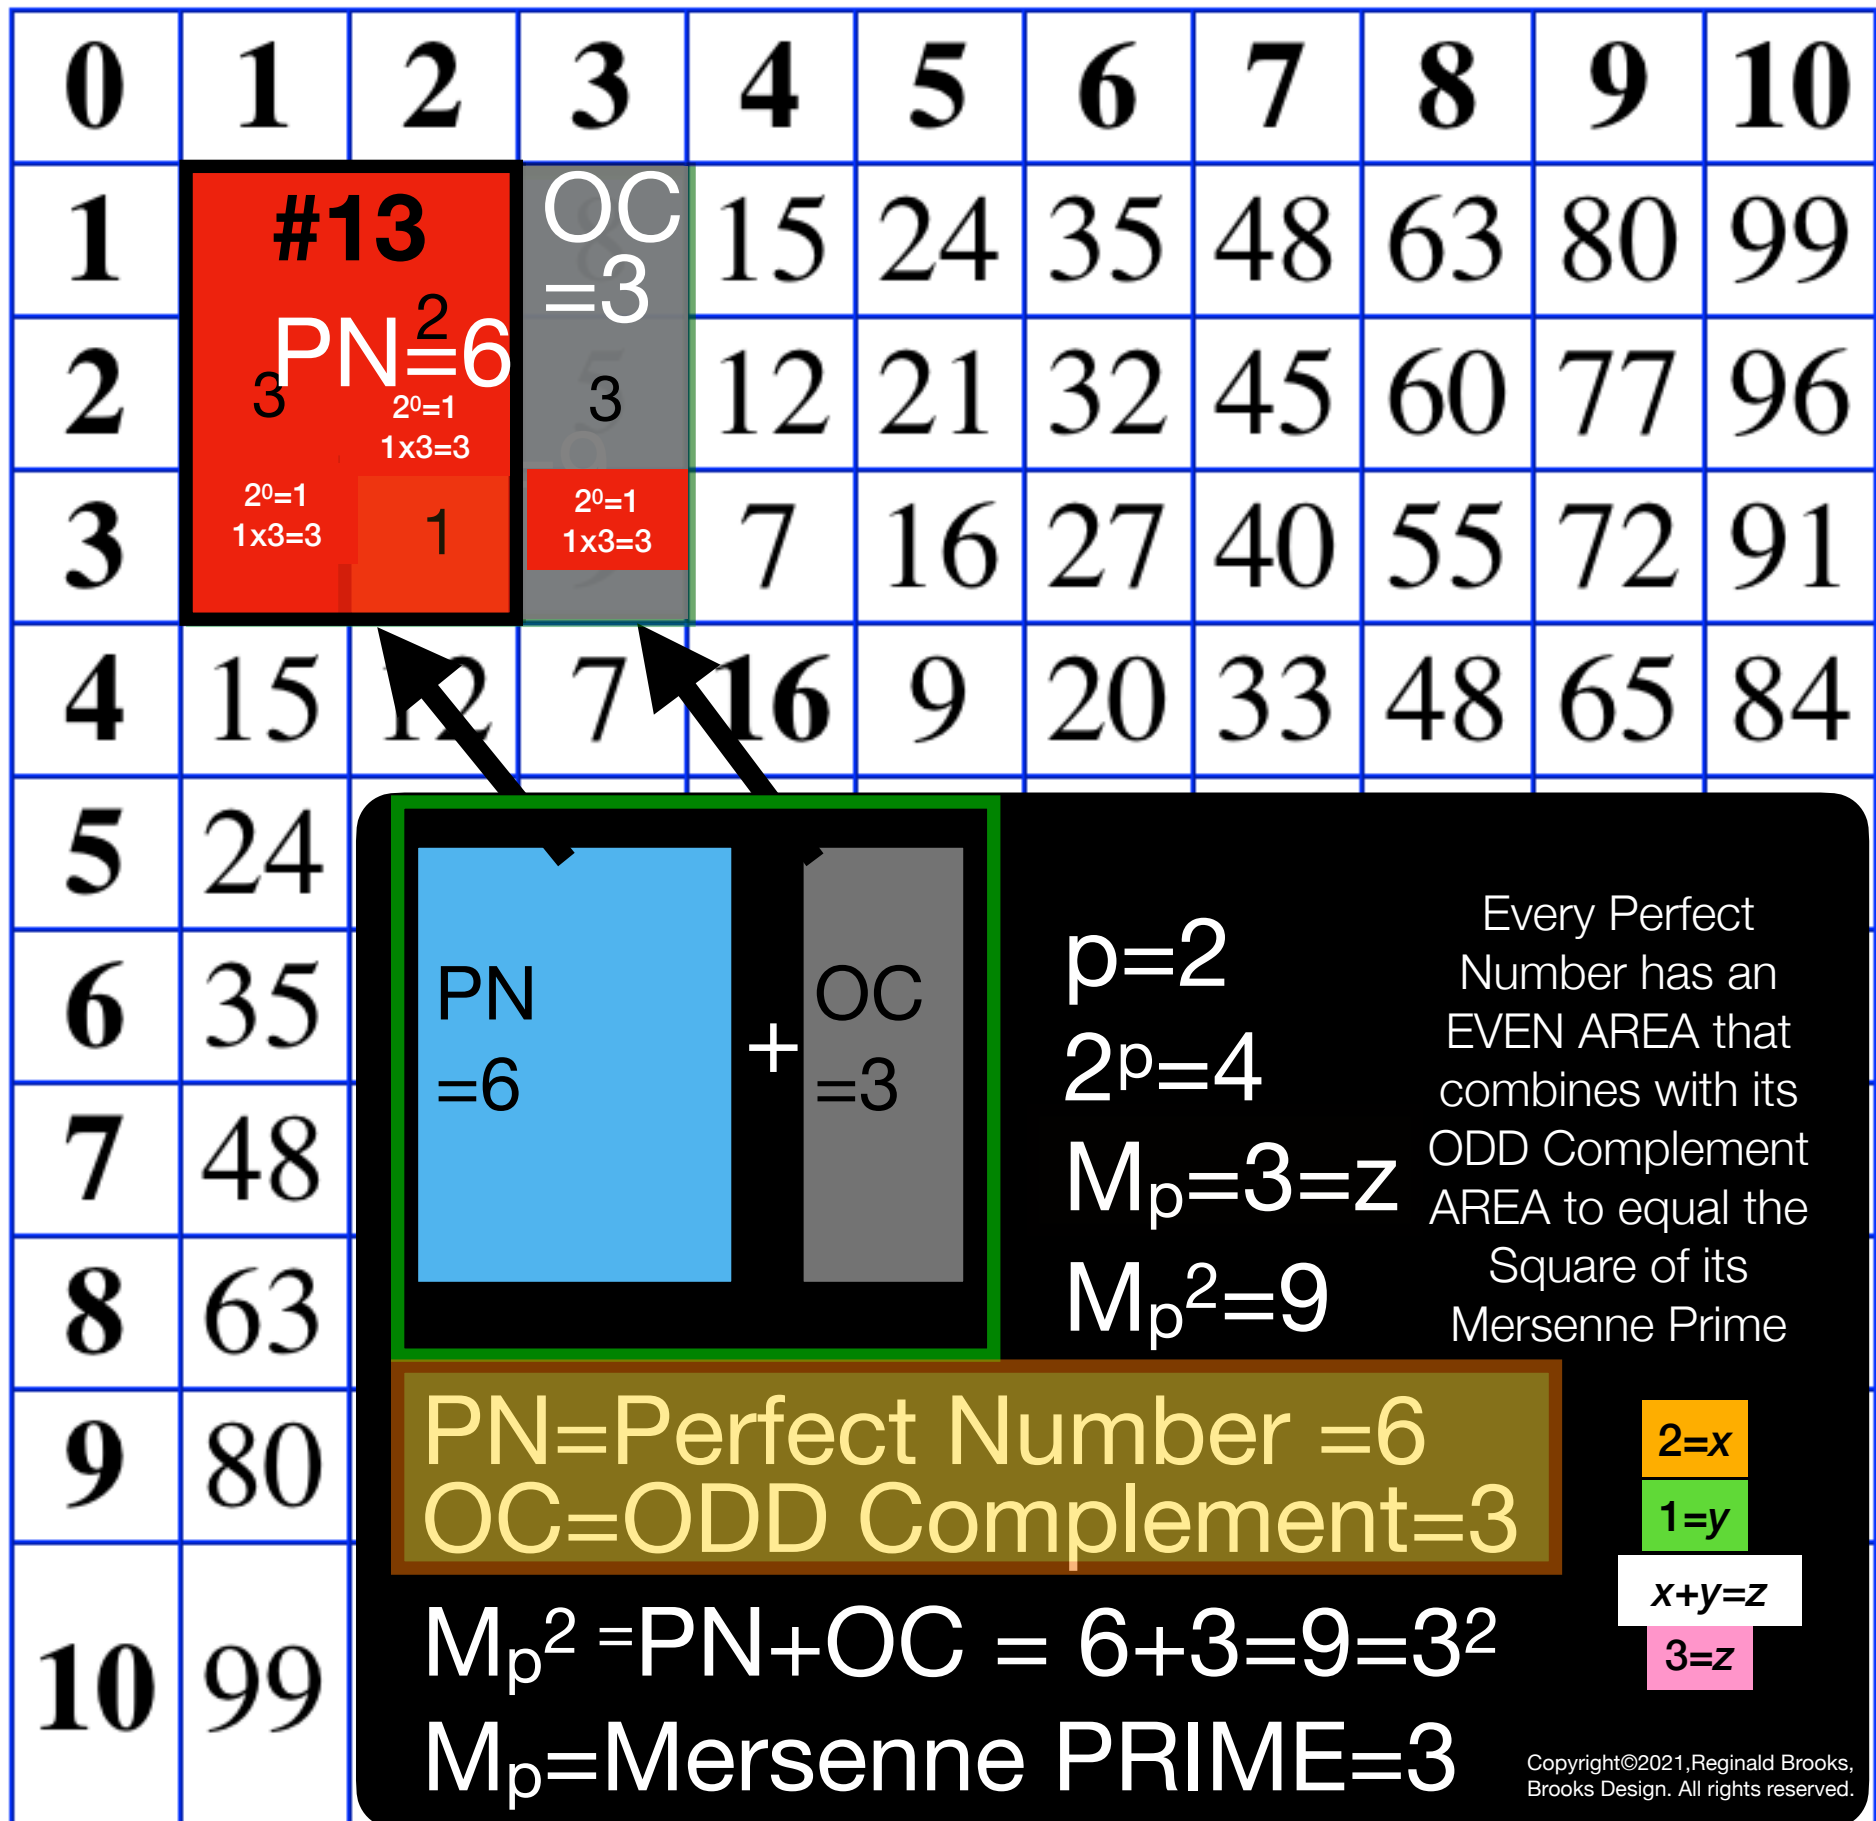 0 1 2 3 4 5 6 7 8 9 10
1 #13 OC 15 24 35 48 63 80 99
=3
2 PN=6
2 3 3 12 21 32 45 60 77 96
2⁰=1
1x3=3
3 2⁰=1 1 2⁰=1 7 16 27 40 55 72 91
1x3=3 1x3=3
4 15 12 7 16 9 20 33 48 65 84
5 24
6 35
7 48
8 63
9 80
10 99
PN
=6
+
OC
=3
p=2
2ᵖ=4
Mₚ=3=z
Mₚ²=9
Every Perfect
Number has an
EVEN AREA that
combines with its
ODD Complement
AREA to equal the
Square of its
Mersenne Prime
PN=Perfect Number =6
OC=ODD Complement=3
2=x
1=y
x+y=z
3=z
Mₚ² =PN+OC = 6+3=9=3²
Mₚ=Mersenne PRIME=3
Copyright©2021,Reginald Brooks,
Brooks Design. All rights reserved.